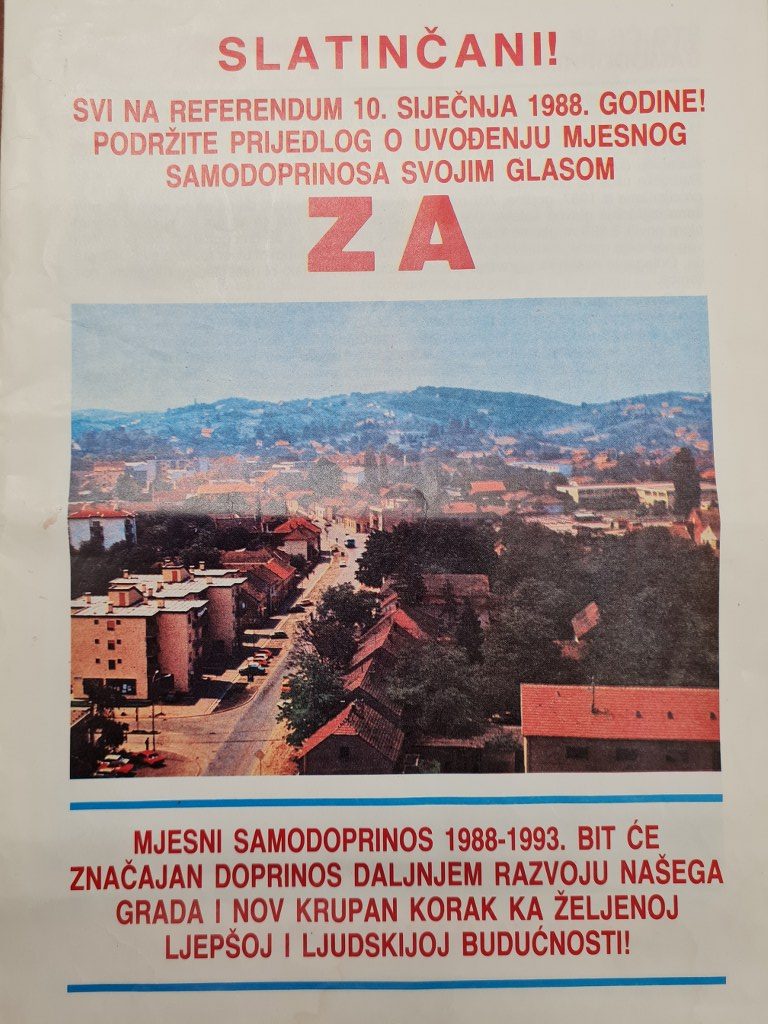 SLATINČANI!
SVI NA REFERENDUM 10. SIJEČNJA 1988. GODINE!
PODRŽITE PRIJEDLOG O UVOĐENJU MJESNOG
SAMODOPRINOSA SVOJIM GLASOM
ZA
MJESNI SAMODOPRINOS 1988-1993. BIT ĆE
ZNAČAJAN DOPRINOS DALJNJEM RAZVOJU NAŠEGA
GRADA I NOV KRUPAN KORAK KA ŽELJENOJ
LJEPŠOJ I LJUDSKIJOJ BUDUĆNOSTI!